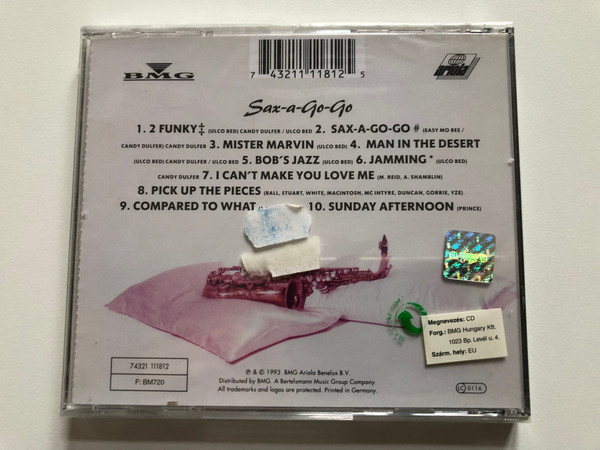 BMG
7 43211 11812 5
ariola
Sax-a-Go-Go
1. 2 FUNKY‡ (ULCO BED) CANDY DULFER / ULCO BED 2. SAX-A-GO-GO # (EASY MO BEE /
CANDY DULFER) CANDY DULFER 3. MISTER MARVIN (ULCO BED) 4. MAN IN THE DESERT
(ULCO BED) CANDY DULFER / ULCO BED 5. BOB'S JAZZ (ULCO BED) 6. JAMMING * (ULCO BED)
CANDY DULFER 7. I CAN'T MAKE YOU LOVE ME (M. REID, A. SHAMBLIN)
8. PICK UP THE PIECES (BALL, STUART, WHITE, MACINTOSH, MC INTYRE, DUNCAN, GORRIE, YZE)
9. COMPARED TO WHAT 10. SUNDAY AFTERNOON (PRINCE)
Megnevezés: CD
Forg.: BMG Hungary Kft.
1023 Bp. Levél u. 4.
Szárm. hely: EU
74321 111812
F: BM720
℗ & © 1993 BMG Ariola Benelux B.V.
Distributed by BMG. A Bertelsmann Music Group Company
All trademarks and logos are protected. Printed in Germany.
LC 0116